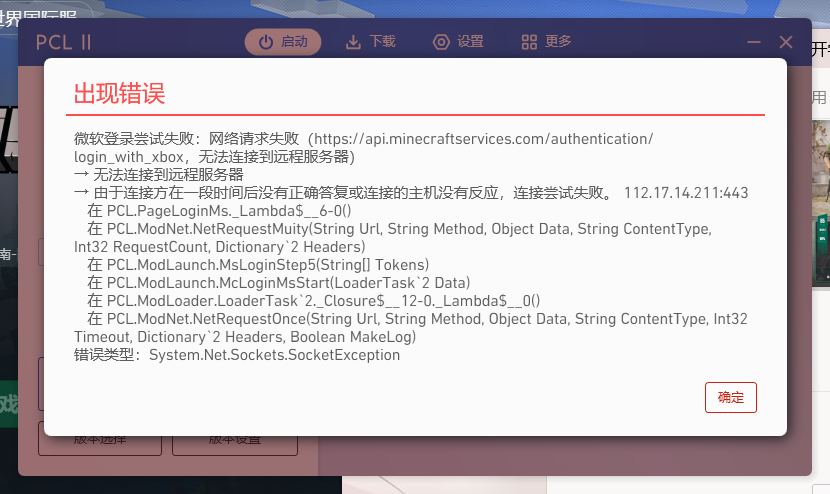 世界国际服
PCL II
启动
下载
设置
更多
开学
用
出现错误
微软登录尝试失败：网络请求失败（https://api.minecraftservices.com/authentication/
login_with_xbox，无法连接到远程服务器)
→ 无法连接到远程服务器
→ 由于连接方在一段时间后没有正确答复或连接的主机没有反应，连接尝试失败。 112.17.14.211:443
在 PCL.PageLoginMs._Lambda$__6-0()
在 PCL.ModNet.NetRequestMuity(String Url, String Method, Object Data, String ContentType,
Int32 RequestCount, Dictionary`2 Headers)
在 PCL.ModLaunch.MsLoginStep5(String[] Tokens)
在 PCL.ModLaunch.McLoginMsStart(LoaderTask`2 Data)
在 PCL.ModLoader.LoaderTask`2._Closure$__12-0._Lambda$__0()
在 PCL.ModNet.NetRequestOnce(String Url, String Method, Object Data, String ContentType, Int32
Timeout, Dictionary`2 Headers, Boolean MakeLog)
错误类型：System.Net.Sockets.SocketException
确定
南-
戏
版本选择
版本设置